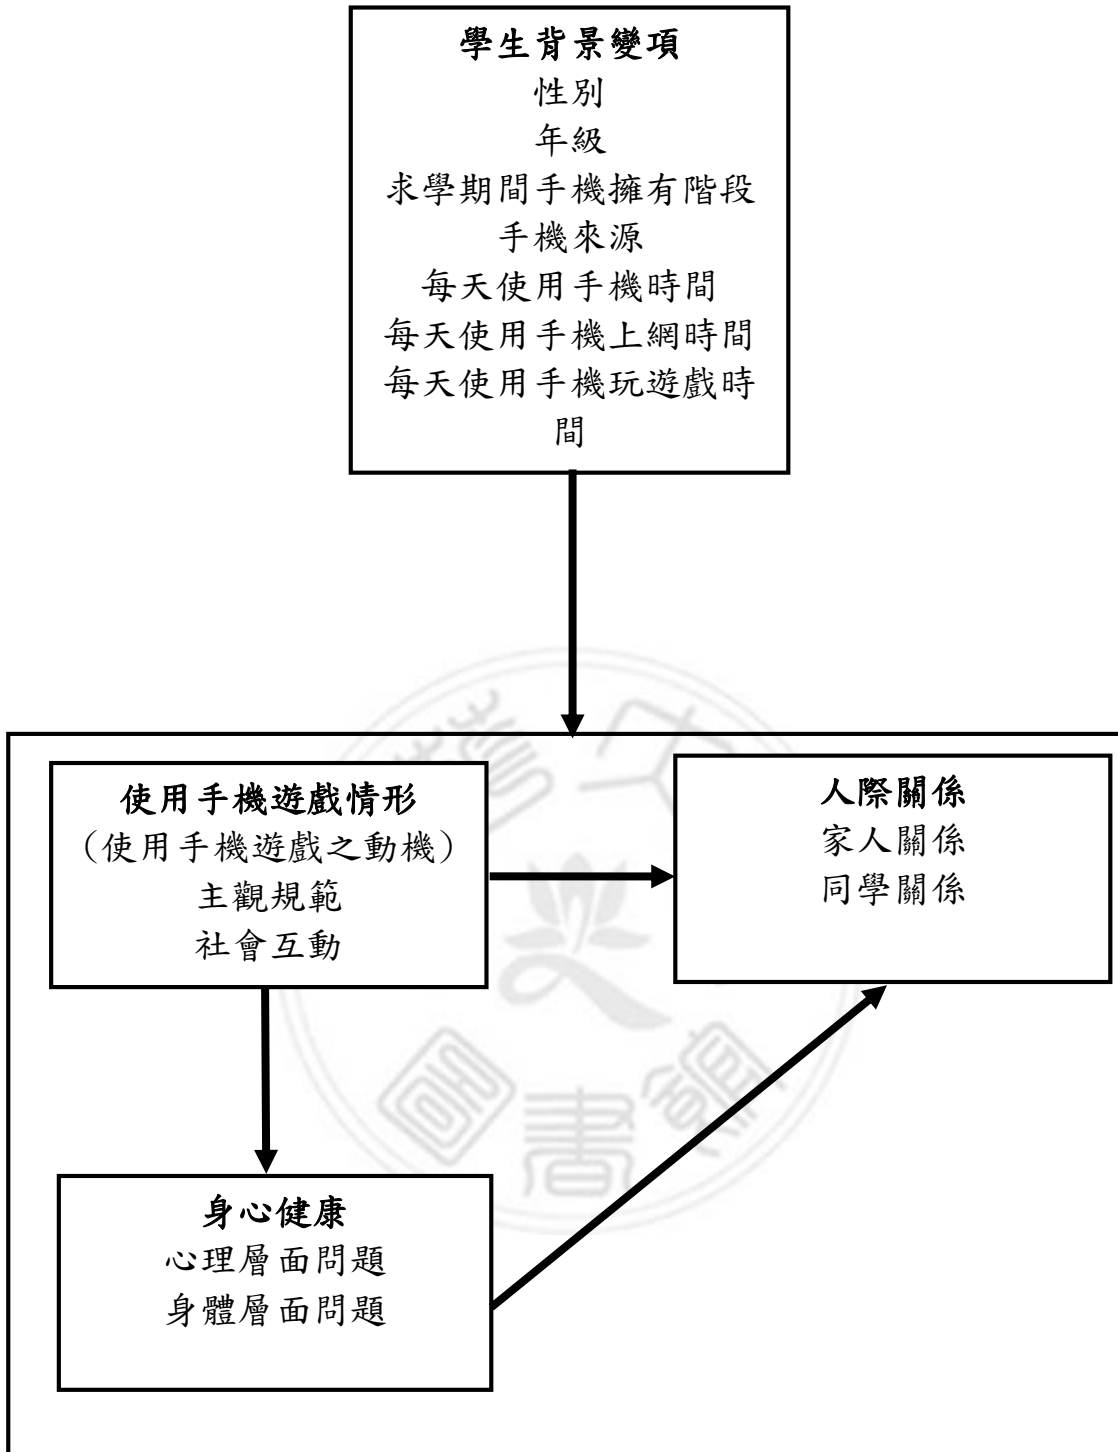 學生背景變項
性別
年級
求學期間手機擁有階段
手機來源
每天使用手機時間
每天使用手機上網時間
每天使用手機玩遊戲時
間
使用手機遊戲情形
（使用手機遊戲之動機）
主觀規範
社會互動
人際關係
家人關係
同學關係
身心健康
心理層面問題
身體層面問題